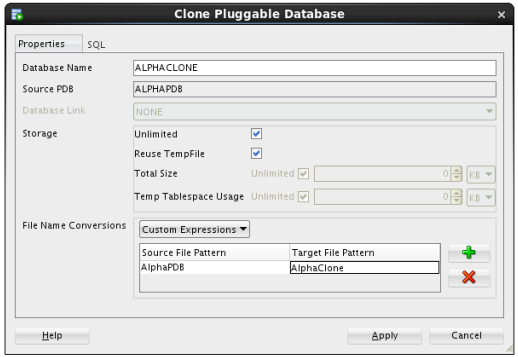 Clone Pluggable Database
Properties SQL
Database Name ALPHACLONE
Source PDB ALPHAPDB
Database Link NONE
Storage Unlimited
Reuse TempFile
Total Size Unlimited 0 KB
Temp Tablespace Usage Unlimited 0 KB
File Name Conversions Custom Expressions
Source File Pattern Target File Pattern
AlphaPDB AlphaClone
Help Apply Cancel